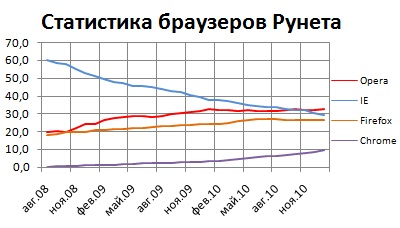 Статистика браузеров Рунета
70,0
60,0
50,0
40,0
30,0
20,0
10,0
0,0
Opera
IE
Firefox
Chrome
авг.08
ноя.08
фев.09
май.09
авг.09
ноя.09
фев.10
май.10
авг.10
ноя.10